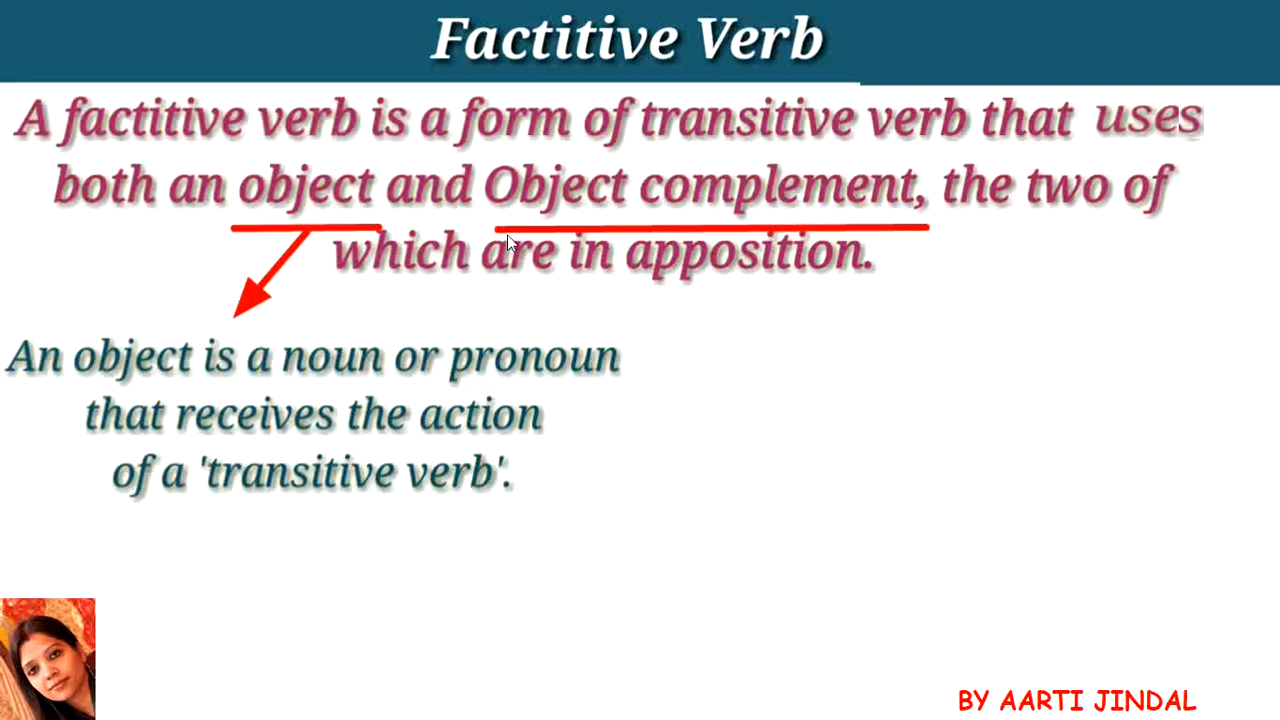 Factitive Verb
A factitive verb is a form of transitive verb that uses
both an object and Object complement, the two of
which are in apposition.
An object is a noun or pronoun
that receives the action
of a 'transitive verb'.
BY AARTI JINDAL